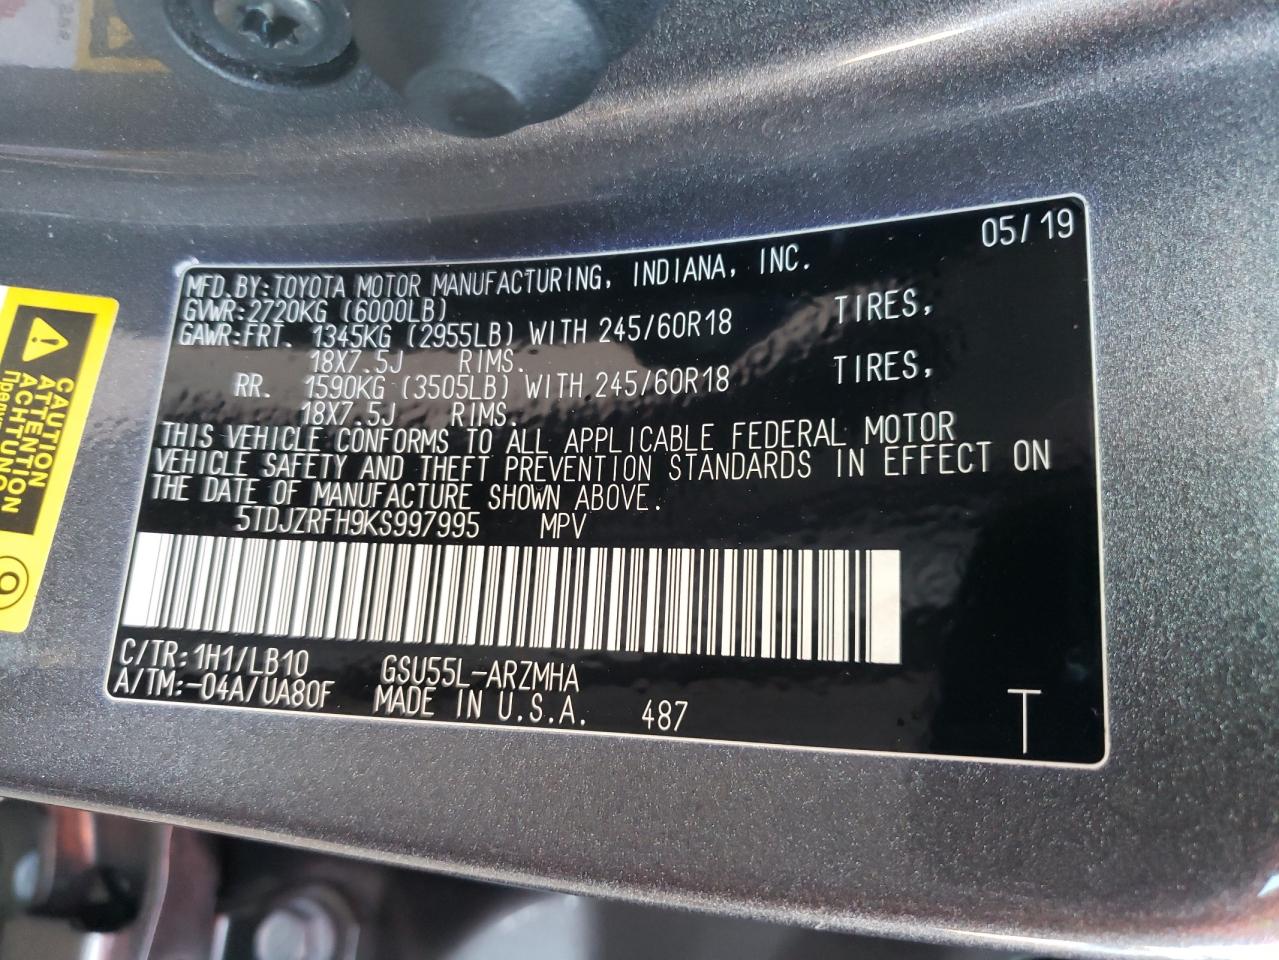 05/19
MFD.BY:TOYOTA MOTOR MANUFACTURING, INDIANA, INC.
GVWR:2720KG (6000LB)
GAWR:FRT. 1345KG (2955LB) WITH 245/60R18 TIRES,
18X7.5J RIMS.
RR. 1590KG (3505LB) WITH 245/60R18 TIRES,
18X7.5J RIMS.
THIS VEHICLE CONFORMS TO ALL APPLICABLE FEDERAL MOTOR
VEHICLE SAFETY AND THEFT PREVENTION STANDARDS IN EFFECT ON
THE DATE OF MANUFACTURE SHOWN ABOVE.
5TDJZRFH9KS997995 MPV
C/TR:1H1/LB10 GSU55L-ARZMHA
A/TM:-04A/UA80F MADE IN U.S.A. 487
T
CAUTION
ATTENTION
ACHTUNG